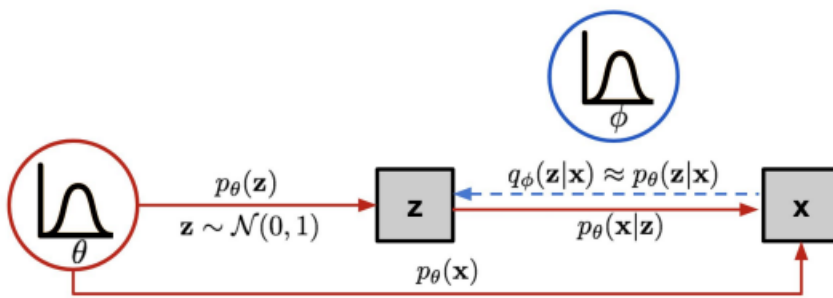 ϕ
q_ϕ(z|x) ≈ p_θ(z|x)
p_θ(z)
z ∼ 𝒩(0, 1)
z
x
p_θ(x|z)
θ
p_θ(x)